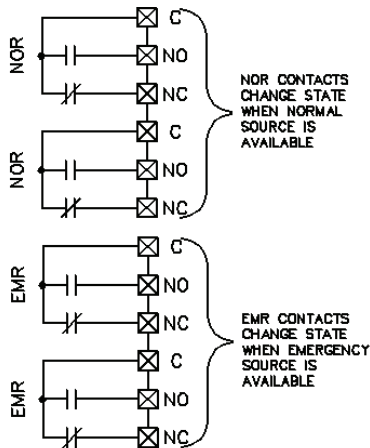 NOR
C
NO
NC
NOR
C
NO
NC
NOR CONTACTS
CHANGE STATE
WHEN NORMAL
SOURCE IS
AVAILABLE
EMR
C
NO
NC
EMR
C
NO
NC
EMR CONTACTS
CHANGE STATE
WHEN EMERGENCY
SOURCE IS
AVAILABLE